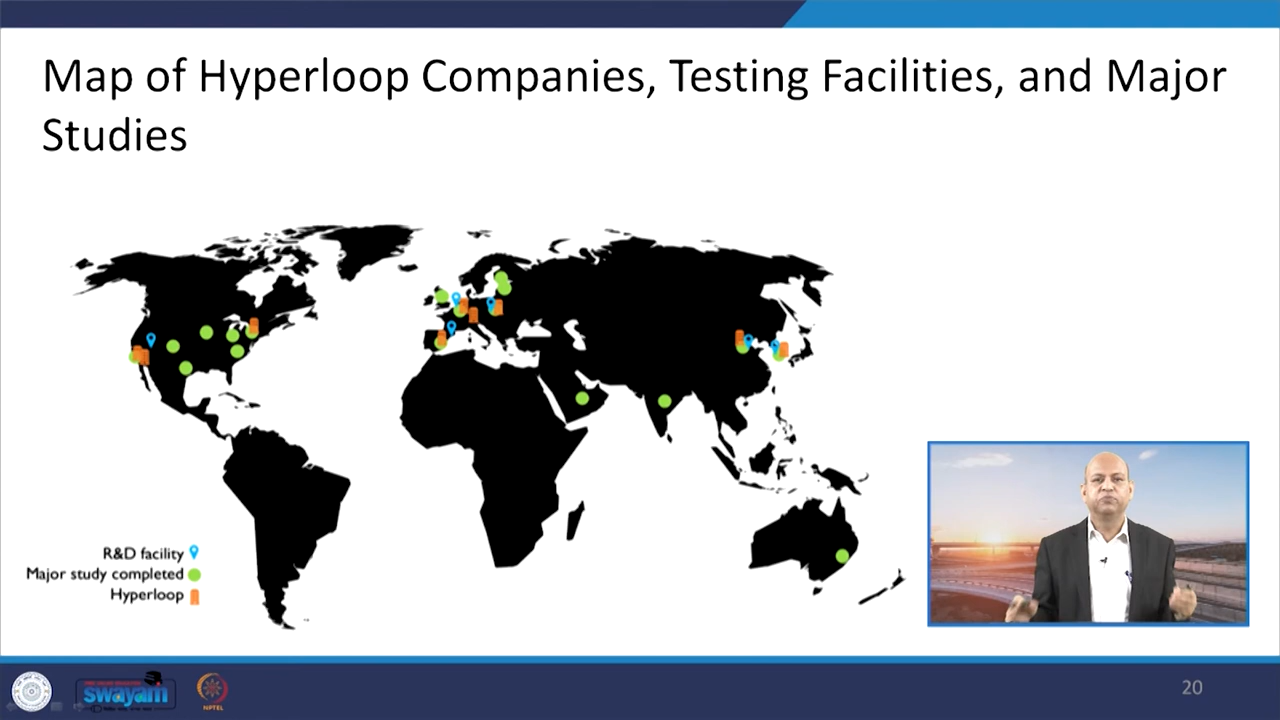 Map of Hyperloop Companies, Testing Facilities, and Major
Studies
R&D facility
Major study completed
Hyperloop
swayam
NPTEL
20